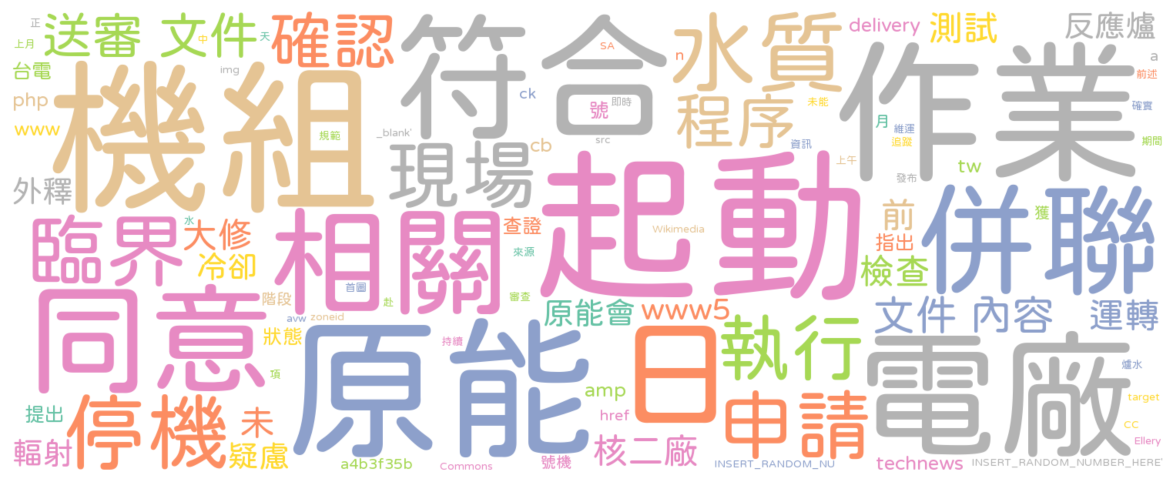 正
上月
送審 文件
中
天
確認
符合
SA
n
水質
delivery
測試
反應爐
a
前述
台電
php
www
機組
img
規範
ck
號
即時
src
_blank'
cb
程序
未能
作業
月
維運
追蹤
確實
期間
資訊
上午
發布
tw
外釋
現場
臨界
水
大修
冷卻
相關
查證
來源
起動
Wikimedia
前
指出
檢查
獲
併聯
同意
階段
首圖
赴
審查
avw
zoneid
狀態
項
原能會
www5
文件 內容
運轉
原能
持續
日
執行
電廠
爐水
提出
停機
未
疑慮
輻射
amp
href
申請
target
cc
Ellery
a4b3f35b
Commons
號機
核二廠
INSERT_RANDOM_NU
technews
INSERT_RANDOM_NUMBER_HERE